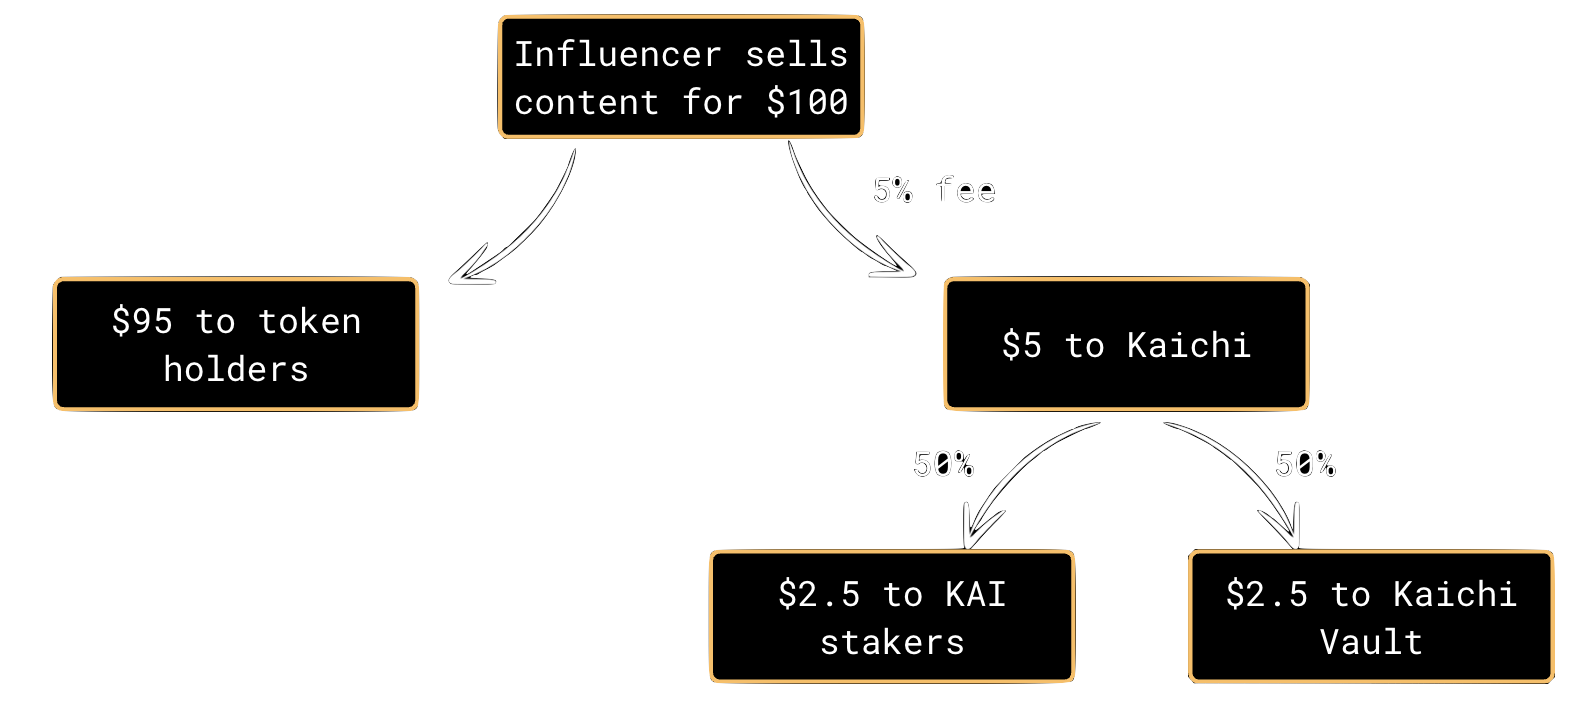 Influencer sells
content for $100
5% fee
$95 to token
holders
$5 to Kaichi
50%
50%
$2.5 to KAI
stakers
$2.5 to Kaichi
Vault